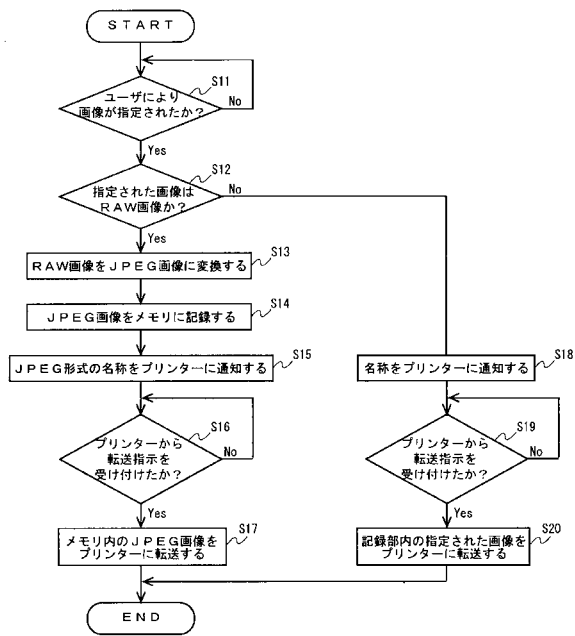 START
S11
ユーザにより
画像が指定されたか?
No
Yes
S12
指定された画像は
RAW画像か?
No
Yes
S13
RAW画像をJPEG画像に変換する
S14
JPEG画像をメモリに記録する
S15
JPEG形式の名称をプリンターに通知する
S18
名称をプリンターに通知する
S16
プリンターから
転送指示を
受け付けたか?
No
Yes
S19
プリンターから
転送指示を
受け付けたか?
No
Yes
S17
メモリ内のJPEG画像を
プリンターに転送する
S20
記録部内の指定された画像を
プリンターに転送する
END